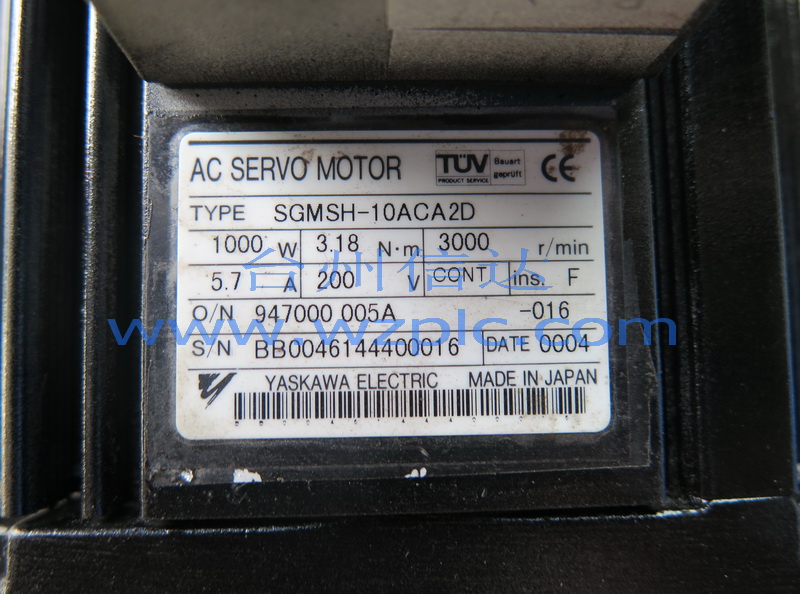 AC SERVO MOTOR TÜV PRODUCT SERVICE Bauart geprüft CE
TYPE SGMSH-10ACA2D
1000 W 3.18 N·m 3000 r/min
5.7 A 200 V CONT ins. F
台州信达
O/N 947000 005A -016
www.wzplc.com
S/N BB0046144400016 DATE 0004
YASKAWA ELECTRIC MADE IN JAPAN